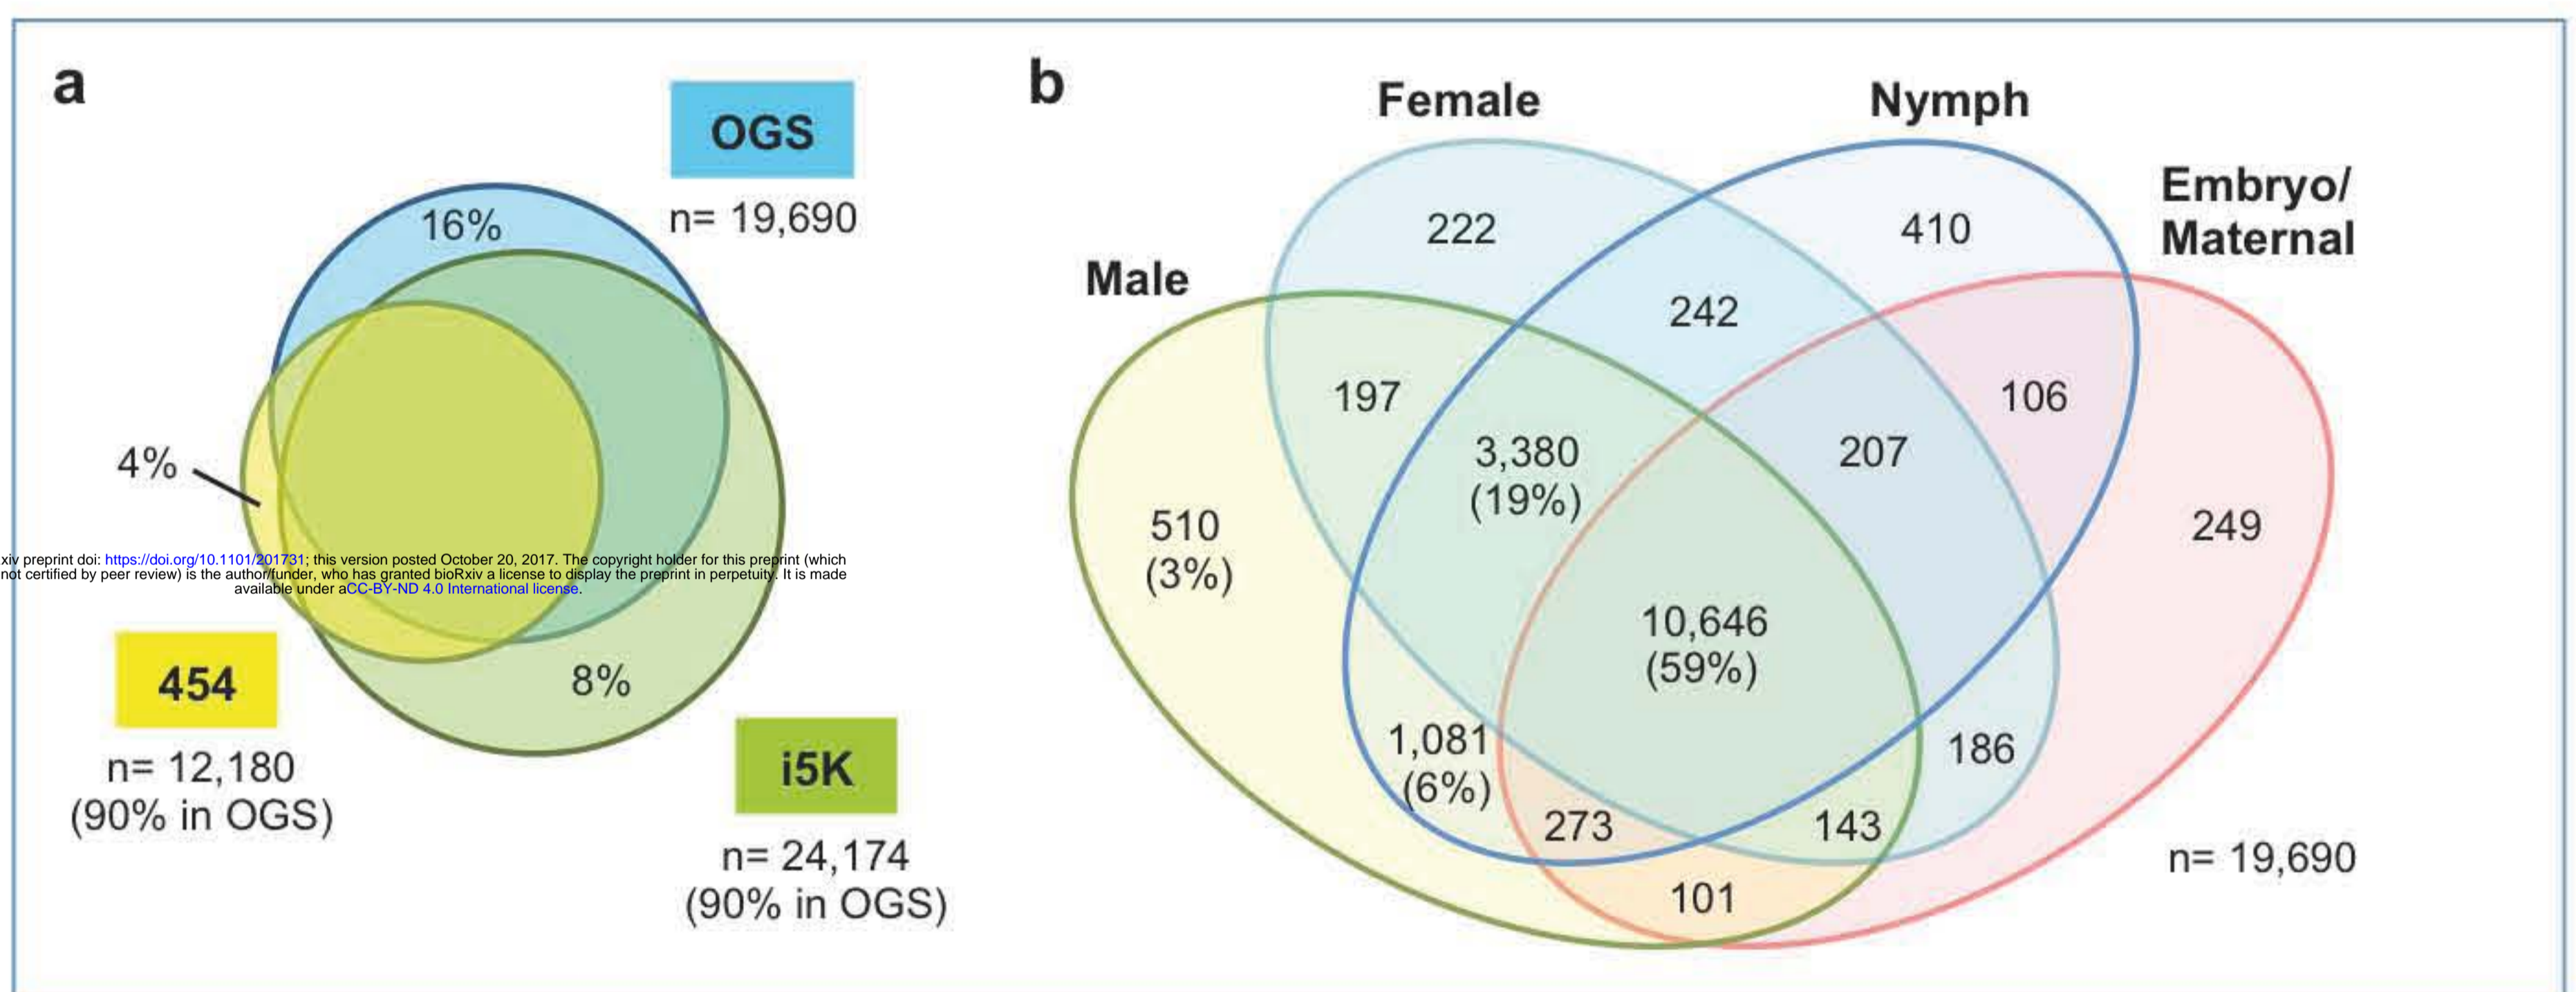 a
OGS
n= 19,690
16%
4%
xiv preprint doi: https://doi.org/10.1101/201731; this version posted October 20, 2017. The copyright holder for this preprint (which
not certified by peer review) is the author/funder, who has granted bioRxiv a license to display the preprint in perpetuity. It is made
available under aCC-BY-ND 4.0 International license.
454
n= 12,180
(90% in OGS)
8%
i5K
n= 24,174
(90% in OGS)
b
Female
Nymph
Embryo/
Maternal
Male
222
410
242
197
106
3,380
(19%)
207
510
(3%)
249
10,646
(59%)
1,081
(6%)
186
273
143
101
n= 19,690